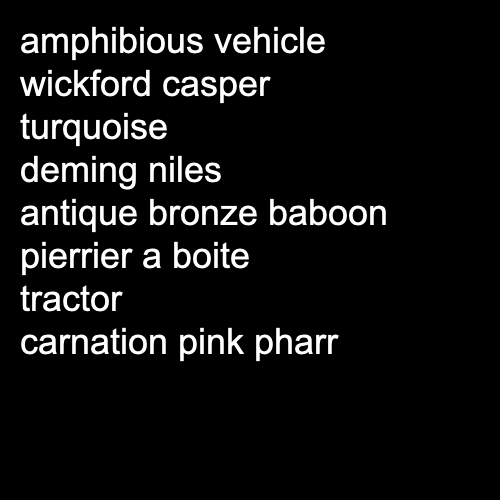 amphibious vehicle
wickford casper
turquoise
deming niles
antique bronze baboon
pierrier a boite
tractor
carnation pink pharr